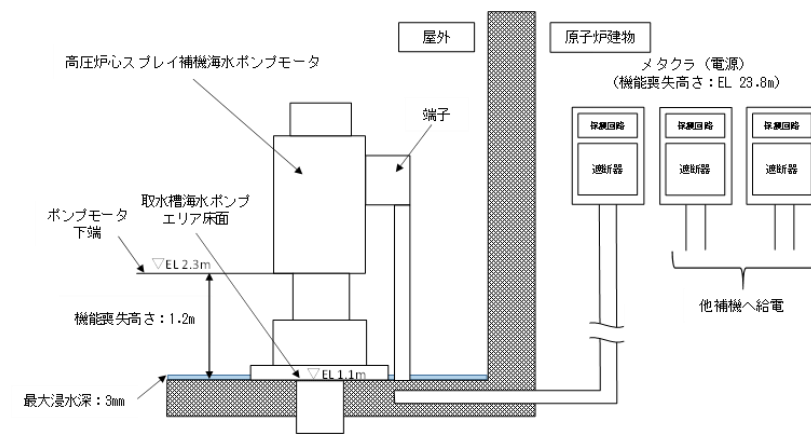 屋外
原子炉建物
高圧炉心スプレイ補機海水ポンプモータ
メタクラ（電源）
（機能喪失高さ：EL 23.8m）
端子
保護回路
保護回路
保護回路
遮断器
遮断器
遮断器
取水槽海水ポンプ
エリア床面
ポンプモータ
下端
▽EL 2.3m
機能喪失高さ：1.2m
他補機へ給電
▽EL 1.1m
最大浸水深：3mm